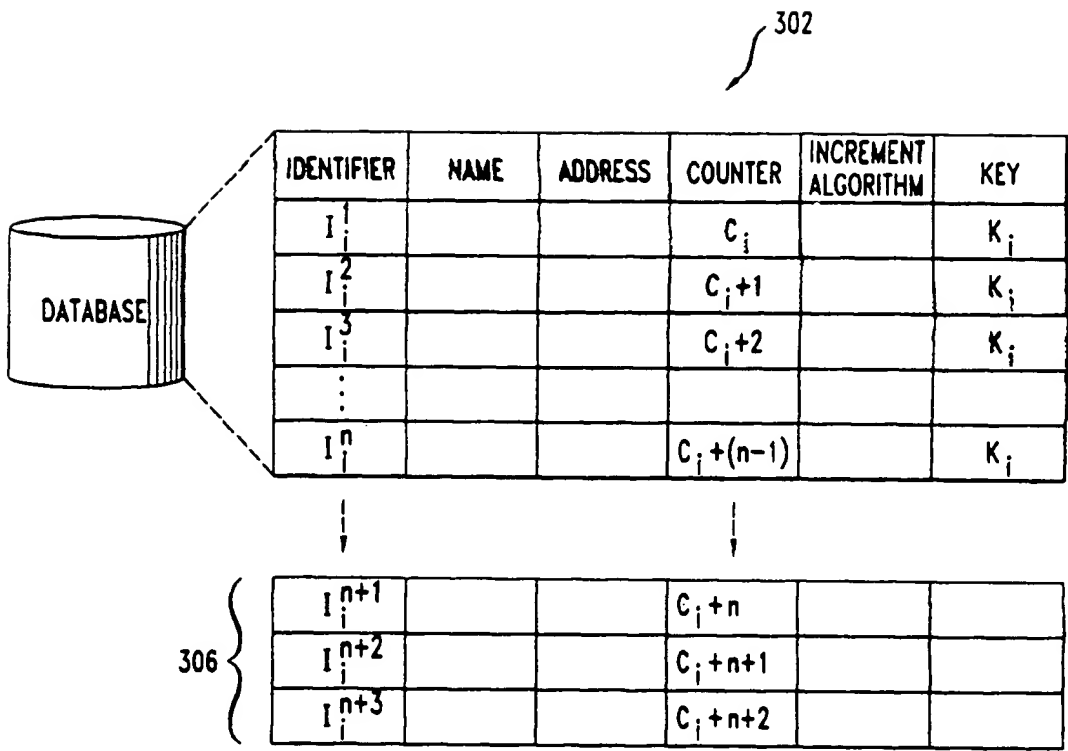 302
IDENTIFIER NAME ADDRESS COUNTER INCREMENT ALGORITHM KEY
I_i^1 C_i K_i
I_i^2 C_i+1 K_i
DATABASE
I_i^3 C_i+2 K_i
⋮
I_i^n C_i+(n-1) K_i
I_i^{n+1} C_i+n
306
I_i^{n+2} C_i+n+1
I_i^{n+3} C_i+n+2